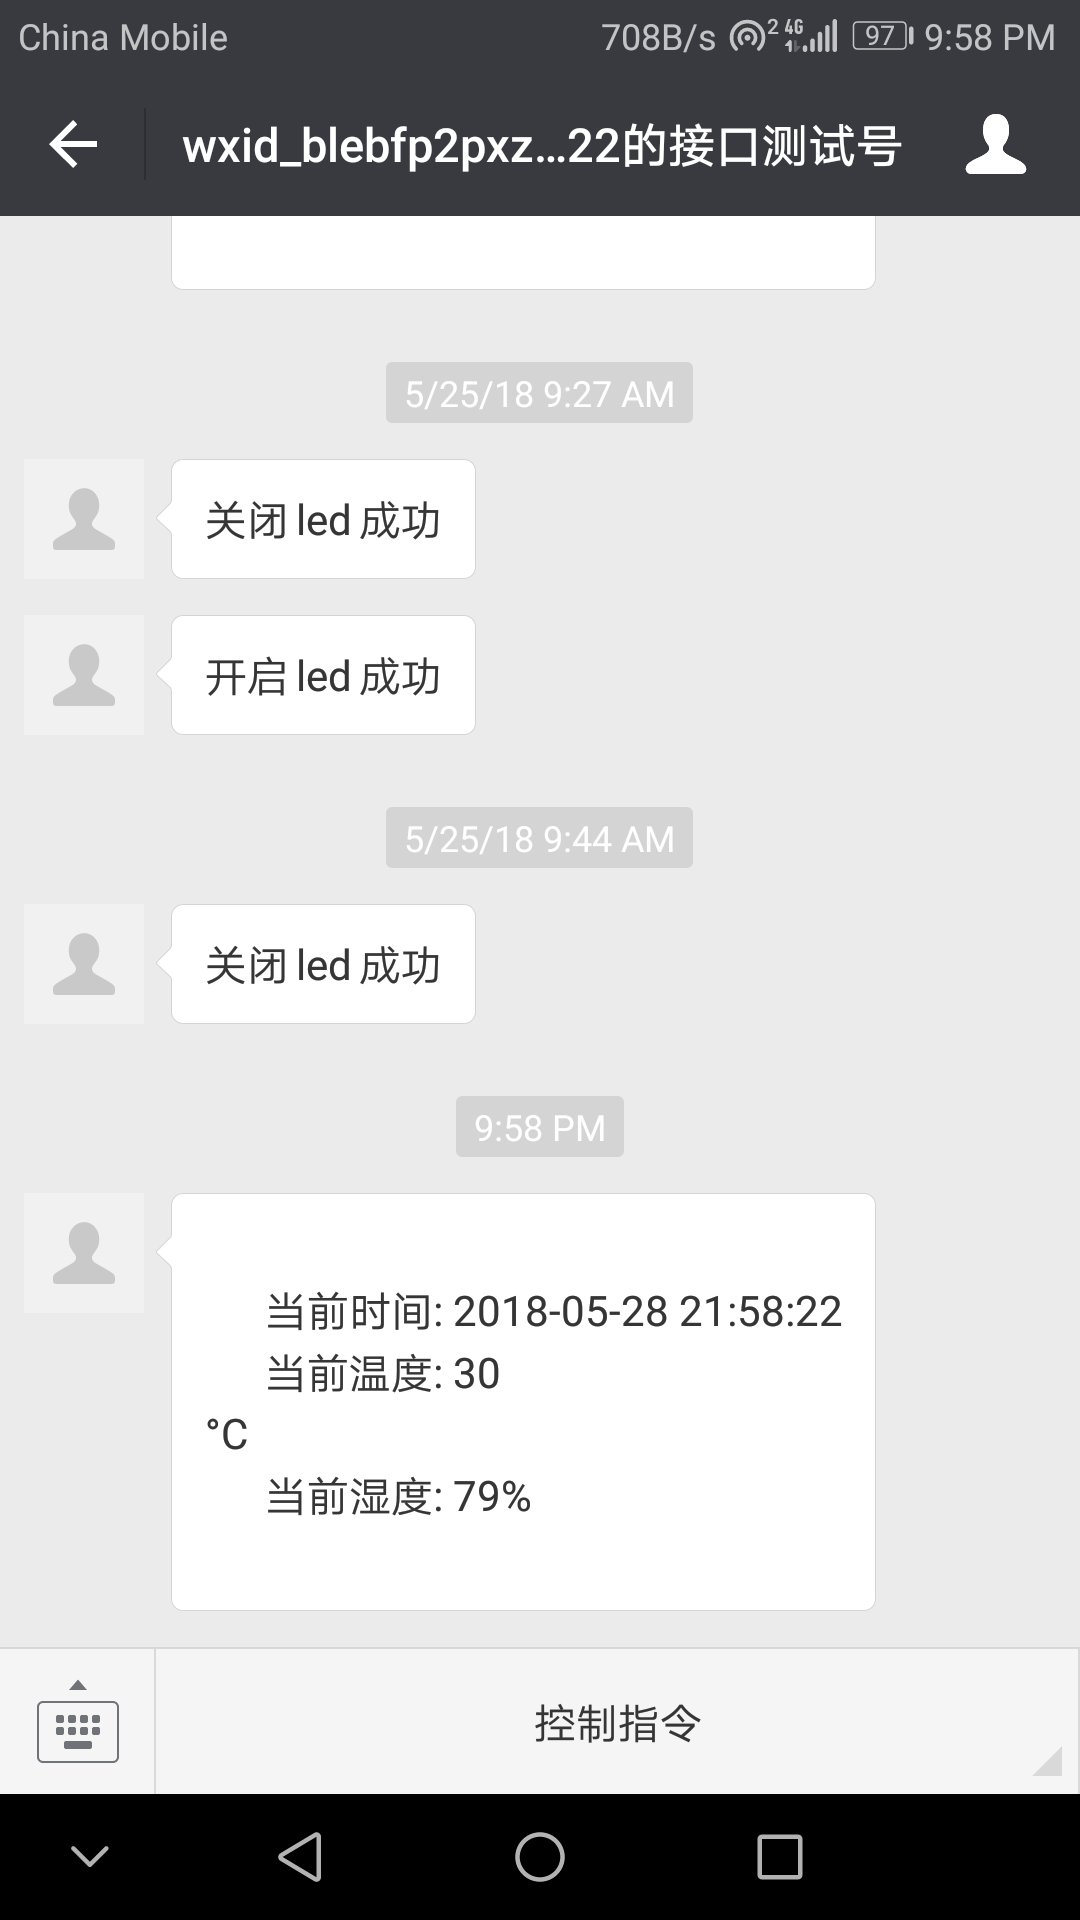 China Mobile 708B/s 2 4G 97 9:58 PM
wxid_blebfp2pxz...22的接口测试号
5/25/18 9:27 AM
关闭 led 成功
开启 led 成功
5/25/18 9:44 AM
关闭 led 成功
9:58 PM
当前时间: 2018-05-28 21:58:22
当前温度: 30
°C
当前湿度: 79%
控制指令